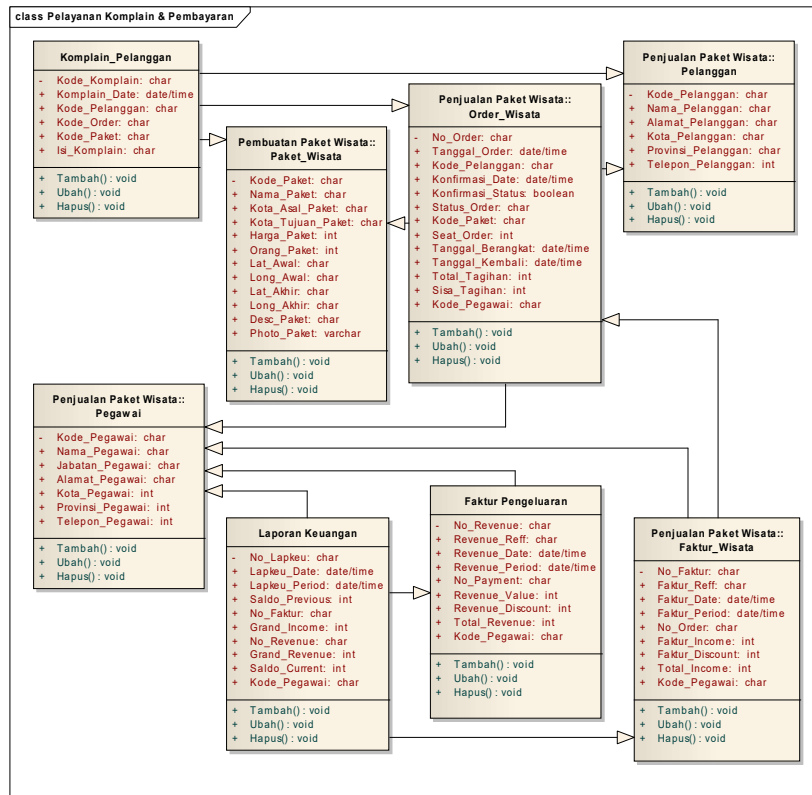 class Pelayanan Komplain & Pembayaran
Komplain_Pelanggan
- Kode_Komplain: char
+ Komplain_Date: date/time
+ Kode_Pelanggan: char
+ Kode_Order: char
+ Kode_Paket: char
+ Isi_Komplain: char
+ Tambah() : void
+ Ubah() : void
+ Hapus() : void
Pembuatan Paket Wisata::
Paket_Wisata
- Kode_Paket: char
+ Nama_Paket: char
+ Kota_Asal_Paket: char
+ Kota_Tujuan_Paket: char
+ Harga_Paket: int
+ Orang_Paket: int
+ Lat_Awal: char
+ Long_Awal: char
+ Lat_Akhir: char
+ Long_Akhir: char
+ Desc_Paket: char
+ Photo_Paket: varchar
+ Tambah() : void
+ Ubah() : void
+ Hapus() : void
Penjualan Paket Wisata::
Order_Wisata
- No_Order: char
+ Tanggal_Order: date/time
+ Kode_Pelanggan: char
+ Konfirmasi_Date: date/time
+ Konfirmasi_Status: boolean
+ Status_Order: char
+ Kode_Paket: char
+ Seat_Order: int
+ Tanggal_Berangkat: date/time
+ Tanggal_Kembali: date/time
+ Total_Tagihan: int
+ Sisa_Tagihan: int
+ Kode_Pegawai: char
+ Tambah() : void
+ Ubah() : void
+ Hapus() : void
Penjualan Paket Wisata::
Pelanggan
- Kode_Pelanggan: char
+ Nama_Pelanggan: char
+ Alamat_Pelanggan: char
+ Kota_Pelanggan: char
+ Provinsi_Pelanggan: char
+ Telepon_Pelanggan: int
+ Tambah() : void
+ Ubah() : void
+ Hapus() : void
Penjualan Paket Wisata::
Pegawai
- Kode_Pegawai: char
+ Nama_Pegawai: char
+ Jabatan_Pegawai: char
+ Alamat_Pegawai: char
+ Kota_Pegawai: int
+ Provinsi_Pegawai: int
+ Telepon_Pegawai: int
+ Tambah() : void
+ Ubah() : void
+ Hapus() : void
Laporan Keuangan
- No_Lapkeu: char
+ Lapkeu_Date: date/time
+ Lapkeu_Period: date/time
+ Saldo_Previous: int
+ No_Faktur: char
+ Grand_Income: int
+ No_Revenue: char
+ Grand_Revenue: int
+ Saldo_Current: int
+ Kode_Pegawai: char
+ Tambah() : void
+ Ubah() : void
+ Hapus() : void
Faktur Pengeluaran
- No_Revenue: char
+ Revenue_Reff: char
+ Revenue_Date: date/time
+ Revenue_Period: date/time
+ No_Payment: char
+ Revenue_Value: int
+ Revenue_Discount: int
+ Total_Revenue: int
+ Kode_Pegawai: char
+ Tambah() : void
+ Ubah() : void
+ Hapus() : void
Penjualan Paket Wisata::
Faktur_Wisata
- No_Faktur: char
+ Faktur_Reff: char
+ Faktur_Date: date/time
+ Faktur_Period: date/time
+ No_Order: char
+ Faktur_Income: int
+ Faktur_Discount: int
+ Total_Income: int
+ Kode_Pegawai: char
+ Tambah() : void
+ Ubah() : void
+ Hapus() : void